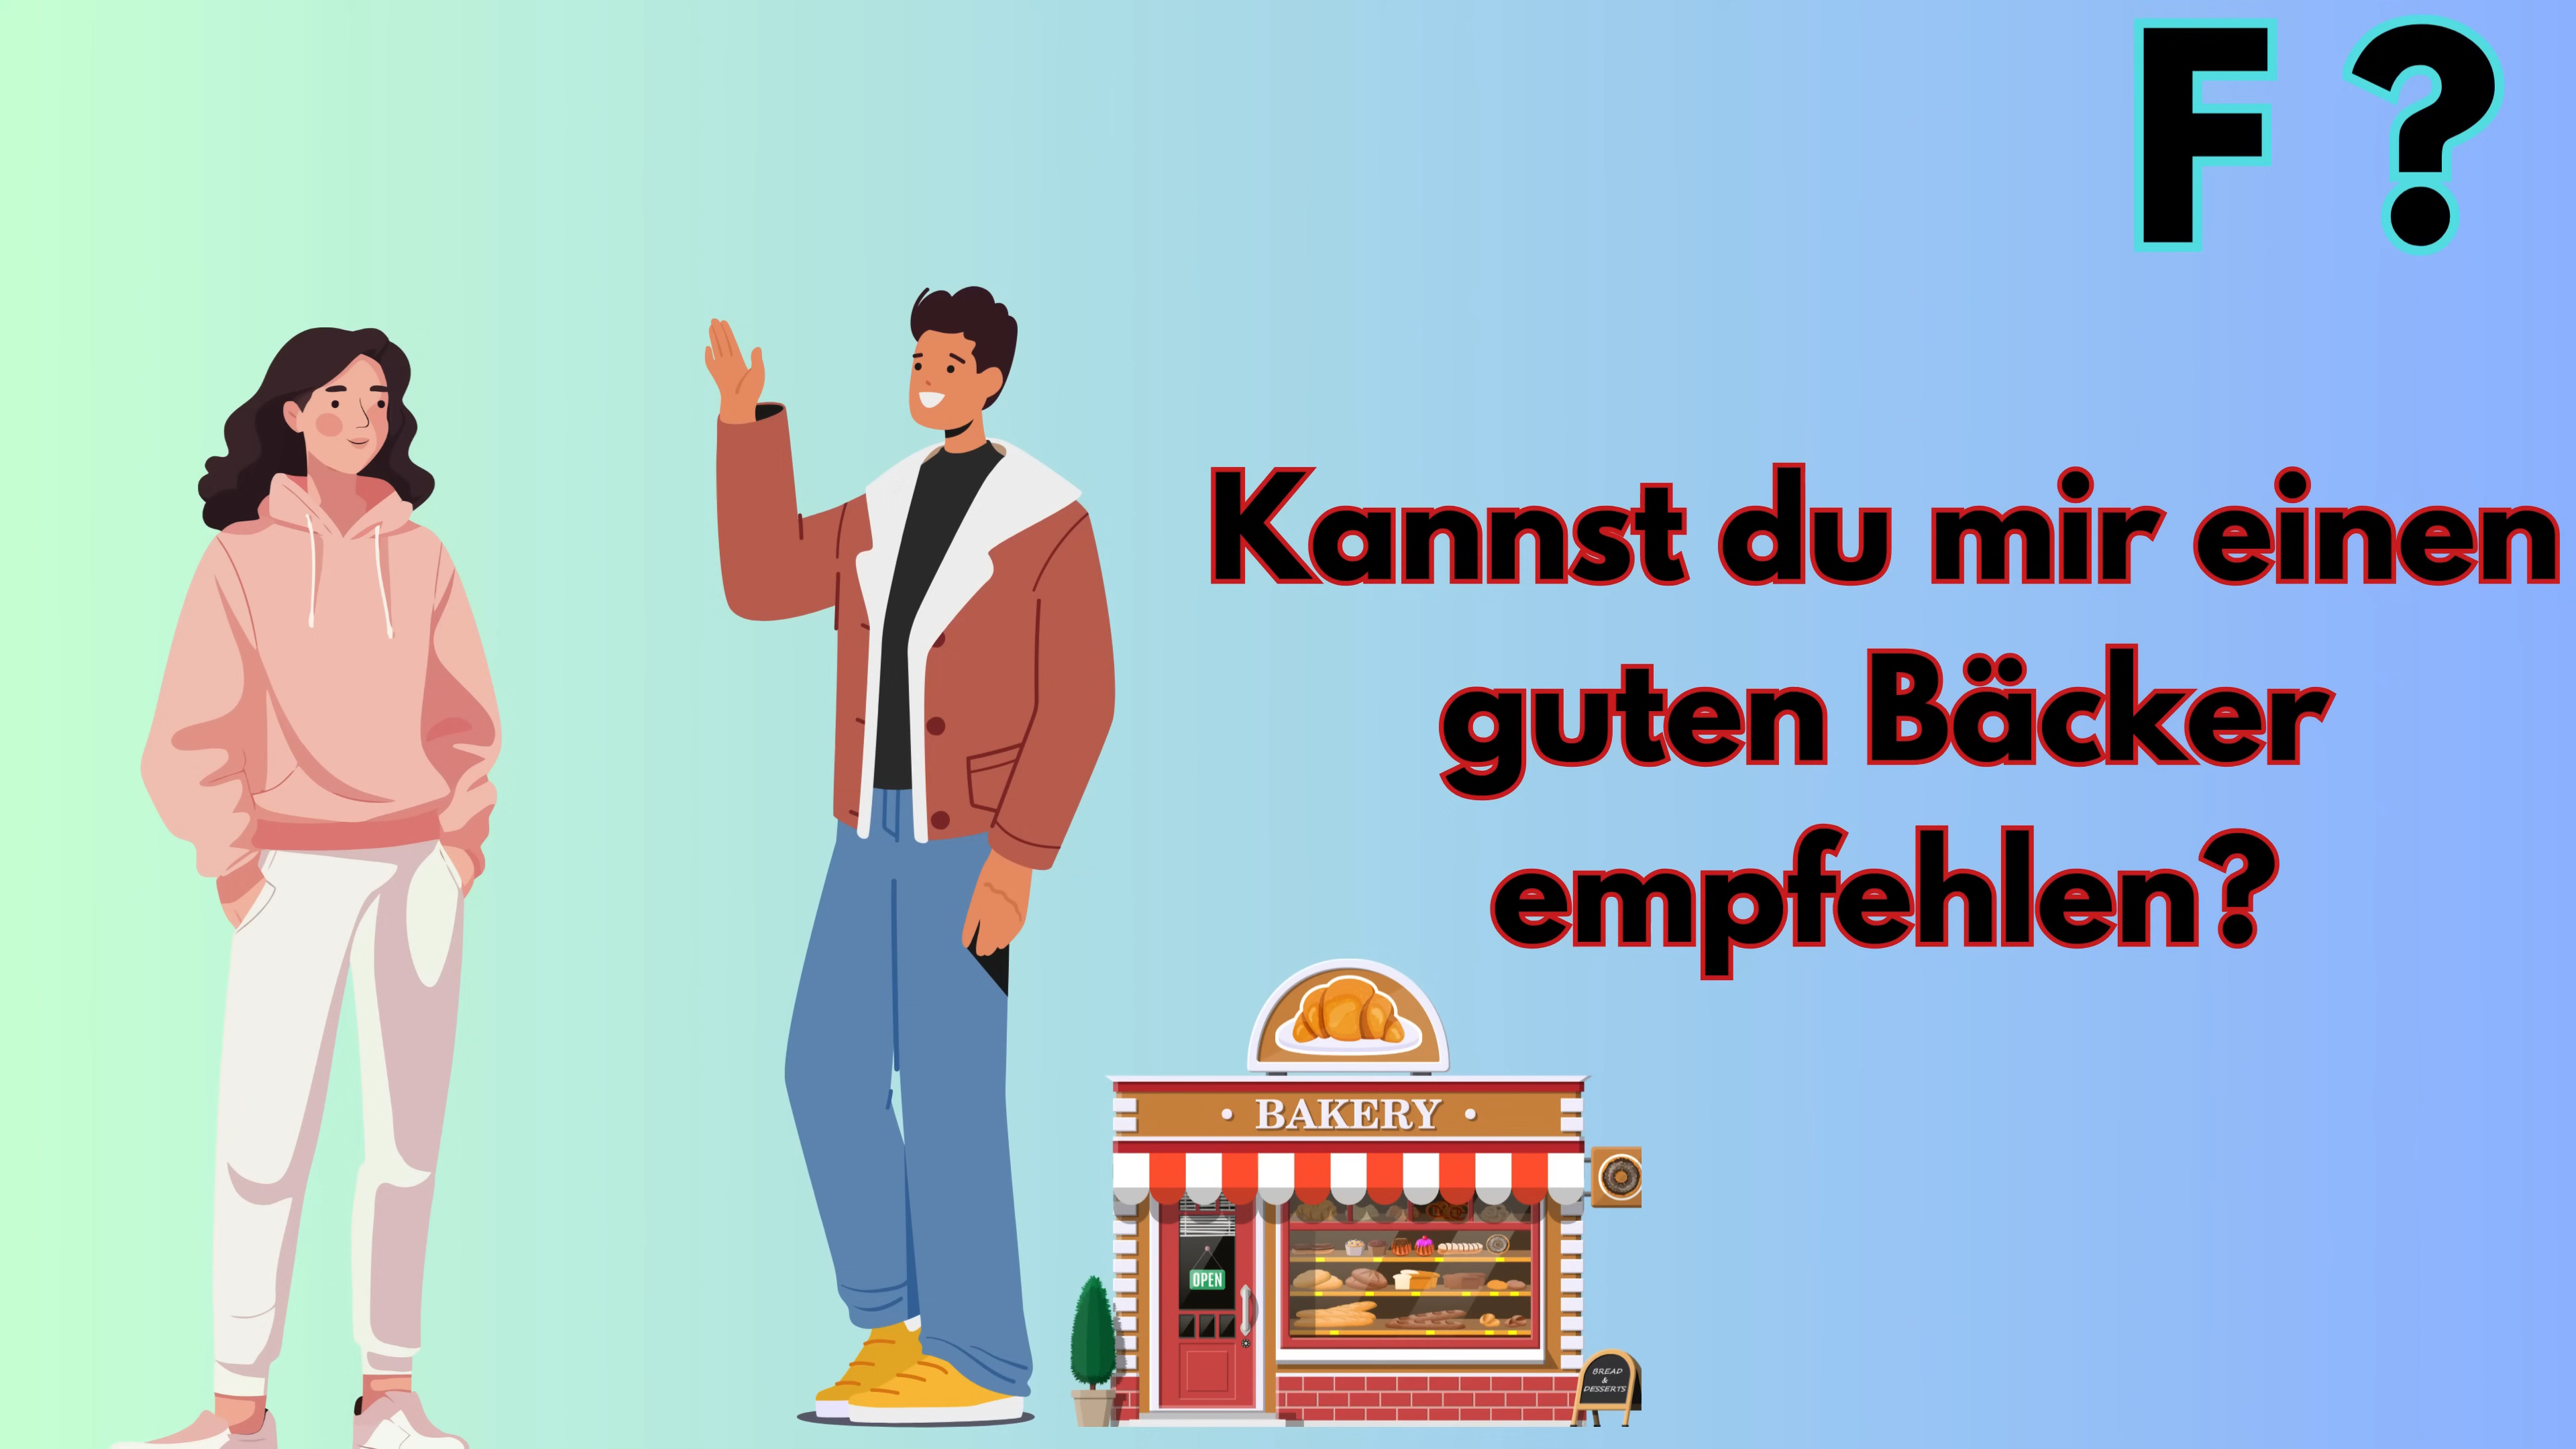 F ?
Kannst du mir einen
guten Bäcker
empfehlen?
• BAKERY •
OPEN
BREAD
&
DESSERTS